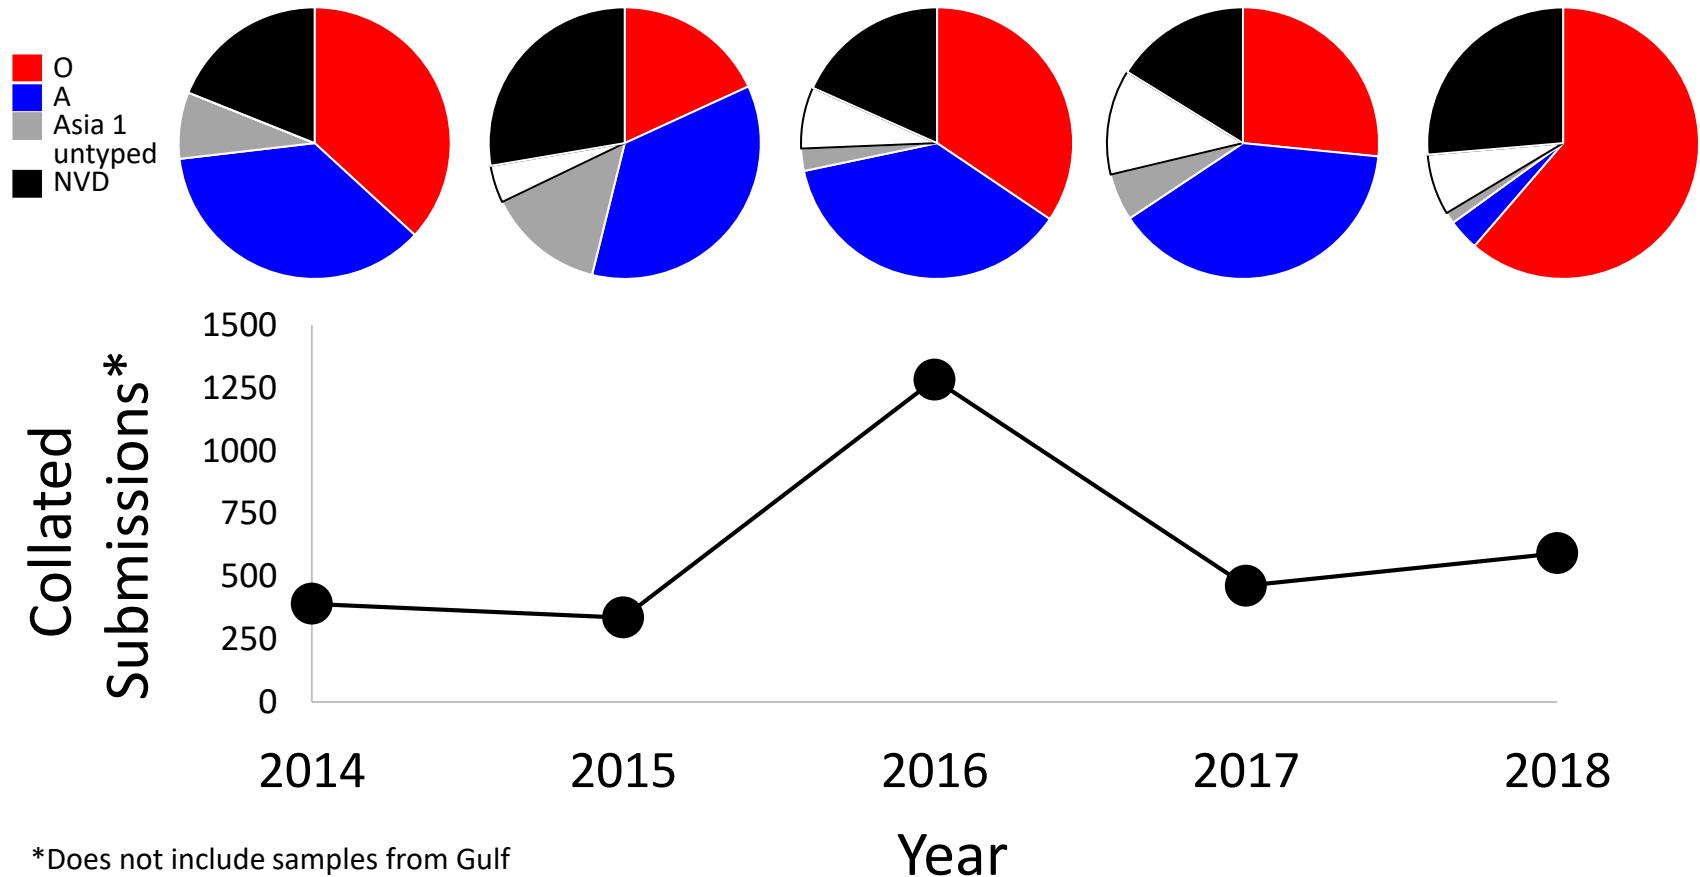 O
A
Asia 1
untyped
NVD
1500
1250
1000
750
500
250
0
Collated
Submissions*
2014 2015 2016 2017 2018
Year
*Does not include samples from Gulf